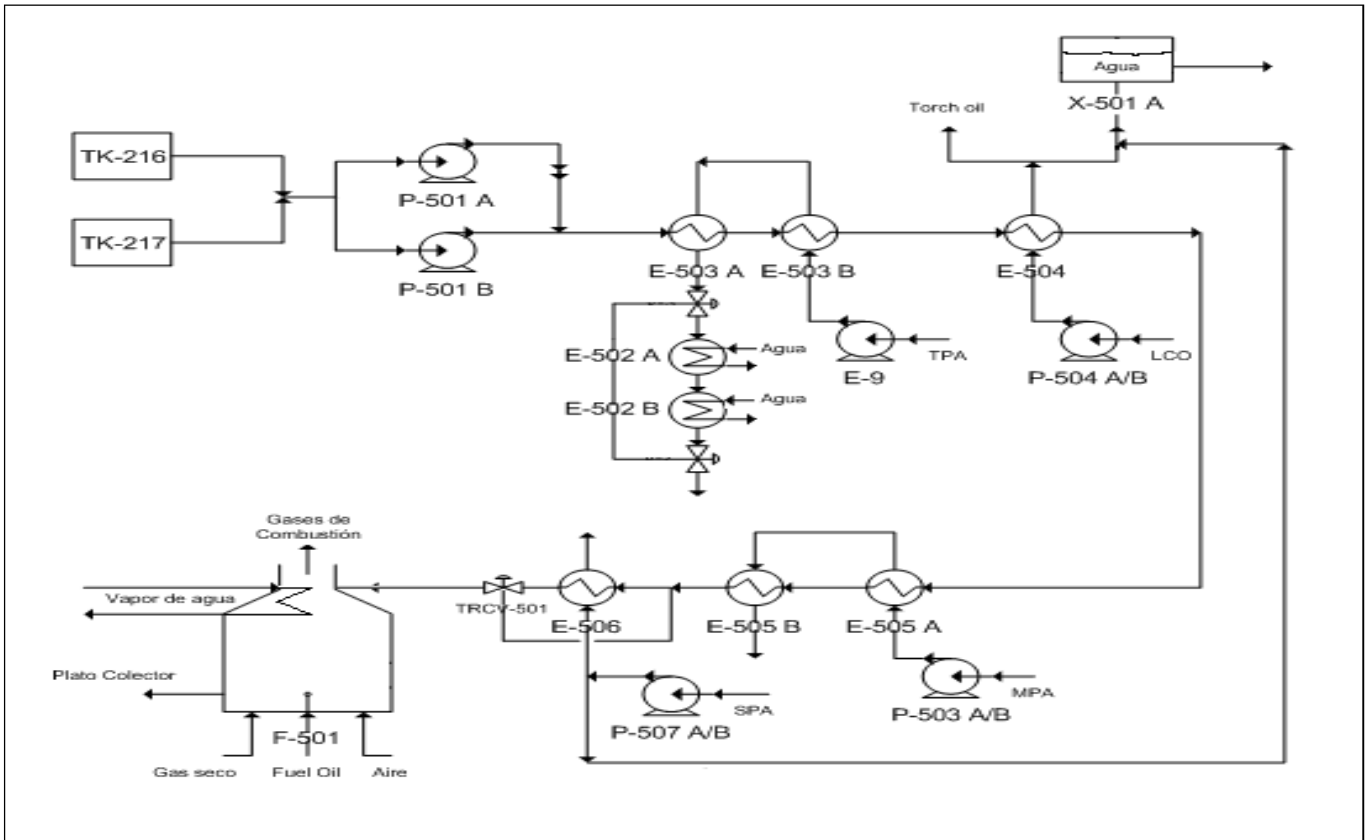 Agua
X-501 A
Torch oil
TK-216
P-501 A
TK-217
P-501 B
E-503 A
E-503 B
E-504
E-502 A
Agua
E-9
TPA
P-504 A/B
LCO
E-502 B
Agua
Gases de
Combustión
Vapor de agua
TRCV-501
E-506
E-505 B
E-505 A
Plato Colector
P-507 A/B
SPA
P-503 A/B
MPA
F-501
Gas seco
Fuel Oil
Aire